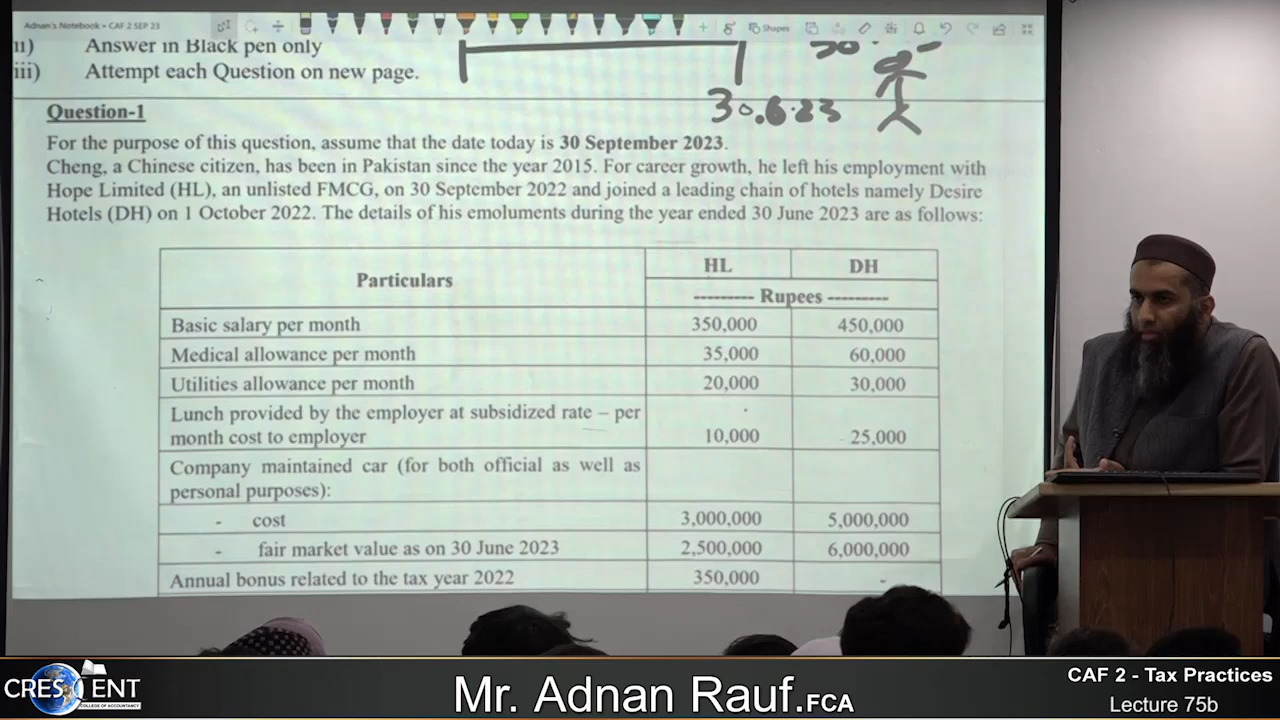 Adnan's Notebook - CAF 2 SEP 23
Shapes
ii) Answer in Black pen only
iii) Attempt each Question on new page.
30.6.23
Question-1
For the purpose of this question, assume that the date today is 30 September 2023.
Cheng, a Chinese citizen, has been in Pakistan since the year 2015. For career growth, he left his employment with
Hope Limited (HL), an unlisted FMCG, on 30 September 2022 and joined a leading chain of hotels namely Desire
Hotels (DH) on 1 October 2022. The details of his emoluments during the year ended 30 June 2023 are as follows:
Particulars HL DH
--------- Rupees ---------
Basic salary per month 350,000 450,000
Medical allowance per month 35,000 60,000
Utilities allowance per month 20,000 30,000
Lunch provided by the employer at subsidized rate – per
month cost to employer 10,000 25,000
Company maintained car (for both official as well as
personal purposes):
- cost 3,000,000 5,000,000
- fair market value as on 30 June 2023 2,500,000 6,000,000
Annual bonus related to the tax year 2022 350,000 -
CRESCENT
COLLEGE OF ACCOUNTANCY
Mr. Adnan Rauf.FCA
CAF 2 - Tax Practices
Lecture 75b